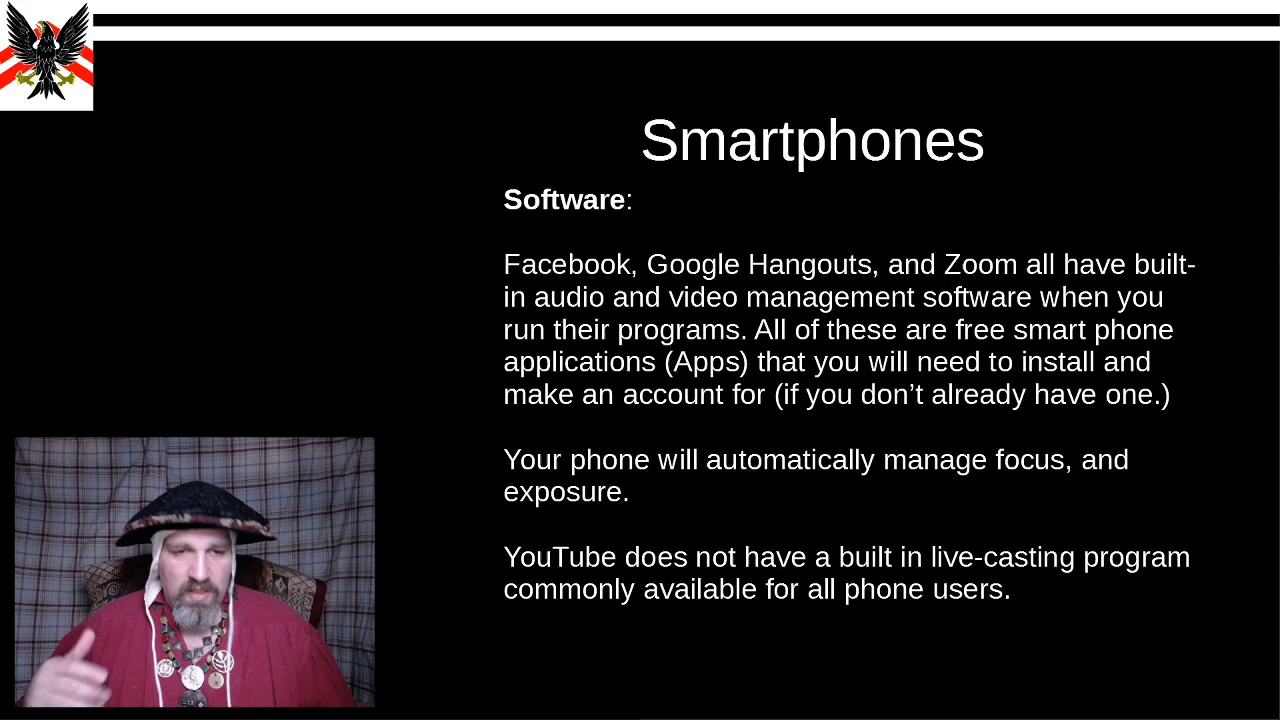 Smartphones
Software:
Facebook, Google Hangouts, and Zoom all have built-
in audio and video management software when you
run their programs. All of these are free smart phone
applications (Apps) that you will need to install and
make an account for (if you don’t already have one.)
Your phone will automatically manage focus, and
exposure.
YouTube does not have a built in live-casting program
commonly available for all phone users.